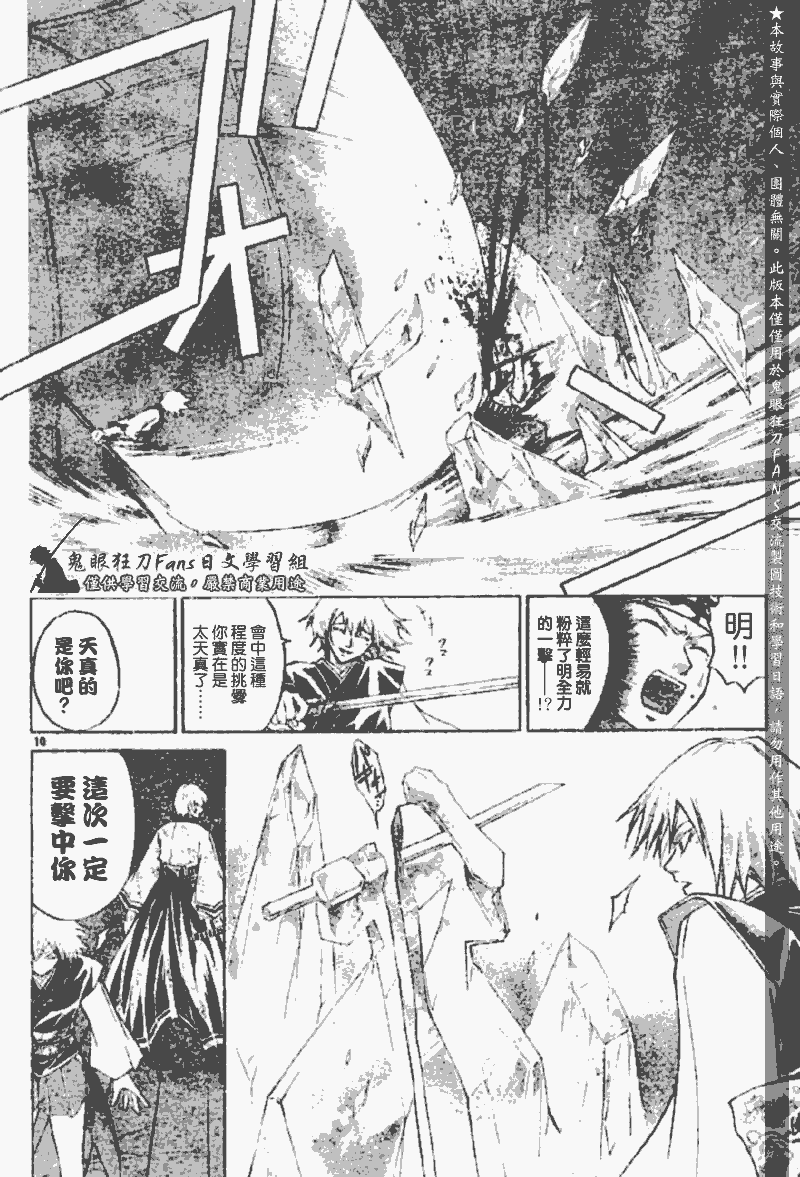 ★本故事與實際個人、團體無關。此版本僅僅用於鬼眼狂刀FANS交流製圖技術和學習日語，請勿用作其他用途。
鬼眼狂刀Fans日文學習組
僅供學習交流。嚴禁商業用途
明!!
這麼輕易就
粉粹了明全力
的一擊——!?
會中這種
程度的挑釁
你實在是
太天真了……
天真的
是你吧？
10
這次一定
要擊中你